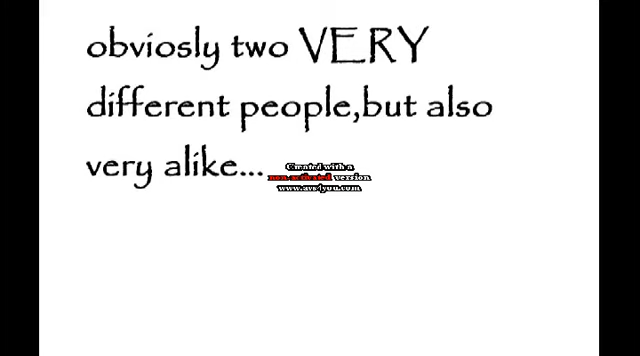 obviosly two VERY
different people,but also
very alike...
Created with a
non-activated version
www.avs4you.com